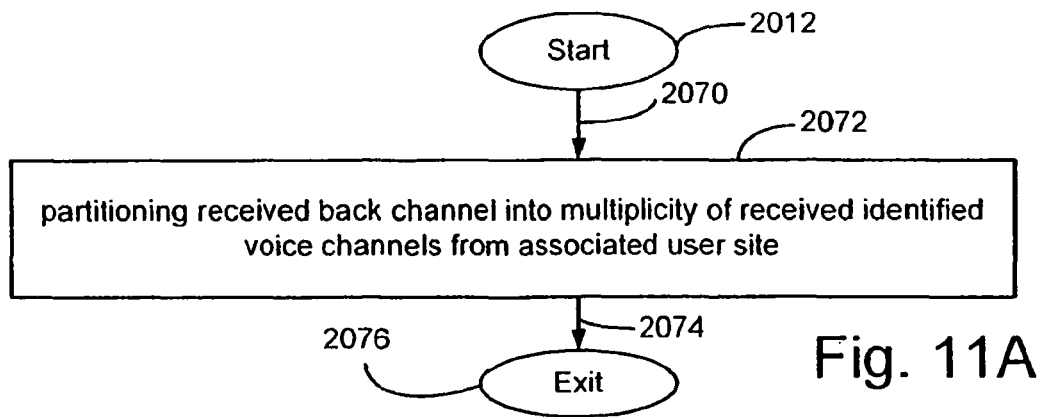 Start
2012
2070
2072
partitioning received back channel into multiplicity of received identified
voice channels from associated user site
2074
2076
Exit
Fig. 11A